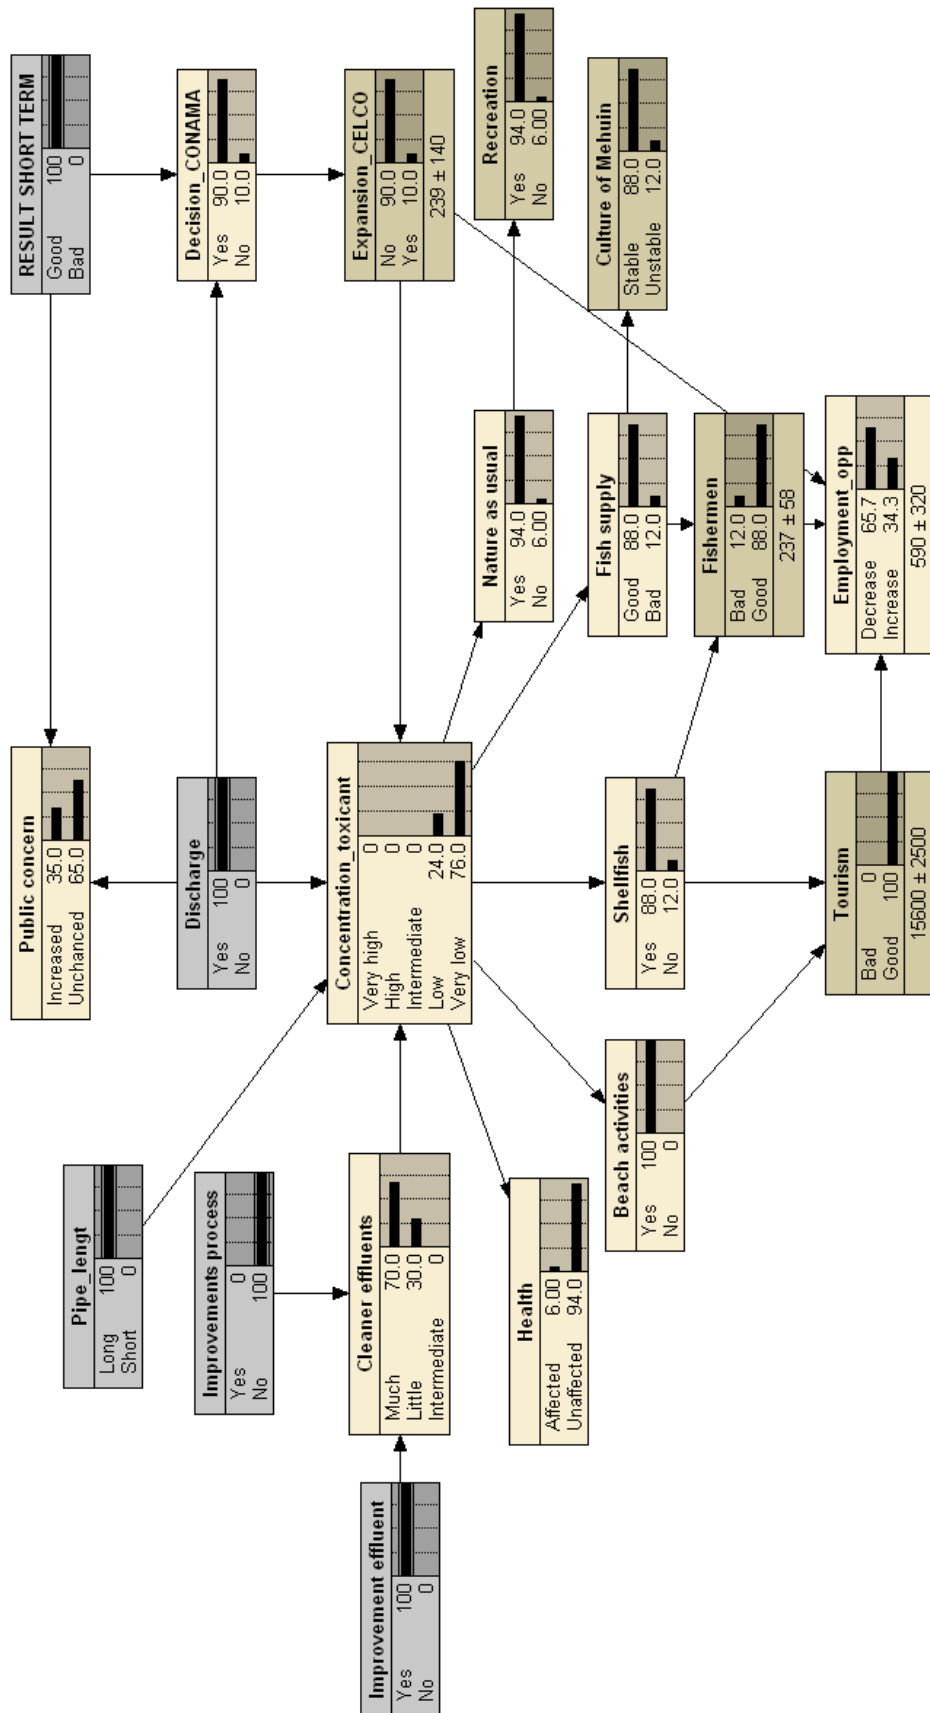 RESULT SHORT TERM
Good 100
Bad 0
Public concern
Increased 35.0
Unchanced 65.0
Decision_CONAMA
Yes 90.0
No 10.0
Discharge
Yes 100
No 0
Pipe_lengt
Long 100
Short 0
Improvements process
Yes 0
No 100
Expansion_CELCO
No 90.0
Yes 10.0
239 ± 140
Concentration_toxicant
Very high 0
High 0
Intermediate 0
Low 24.0
Very low 76.0
Cleaner effluents
Much 70.0
Little 30.0
Intermediate 0
Improvement effluent
Yes 100
No 0
Recreation
Yes 94.0
No 6.00
Nature as usual
Yes 94.0
No 6.00
Health
Affected 6.00
Unaffected 94.0
Culture of Mehuin
Stable 88.0
Unstable 12.0
Fish supply
Good 88.0
Bad 12.0
Shellfish
Yes 88.0
No 12.0
Beach activities
Yes 100
No 0
Fishermen
Bad 12.0
Good 88.0
237 ± 58
Employment_opp
Decrease 65.7
Increase 34.3
590 ± 320
Tourism
Bad 0
Good 100
15600 ± 2500